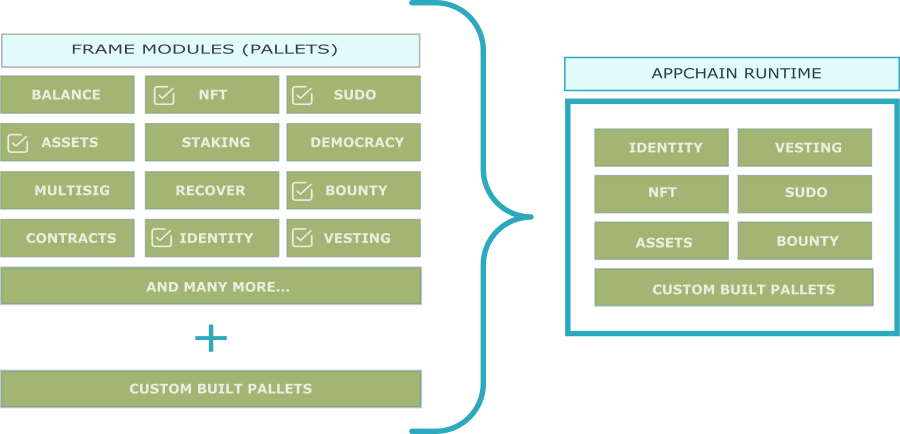 FRAME MODULES (PALLETS)
BALANCE NFT SUDO
ASSETS STAKING DEMOCRACY
MULTISIG RECOVER BOUNTY
CONTRACTS IDENTITY VESTING
AND MANY MORE...
+
CUSTOM BUILT PALLETS
APPCHAIN RUNTIME
IDENTITY VESTING
NFT SUDO
ASSETS BOUNTY
CUSTOM BUILT PALLETS